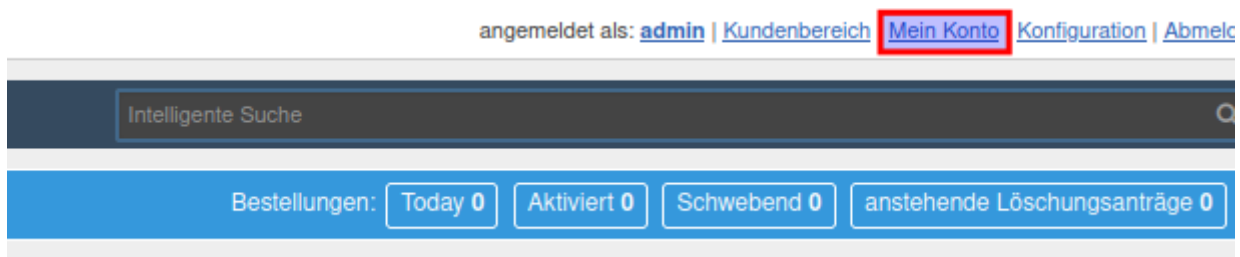 angemeldet als: admin | Kundenbereich Mein Konto Konfiguration | Abmeld
Intelligente Suche
Bestellungen: Today 0 Aktiviert 0 Schwebend 0 anstehende Löschungsanträge 0